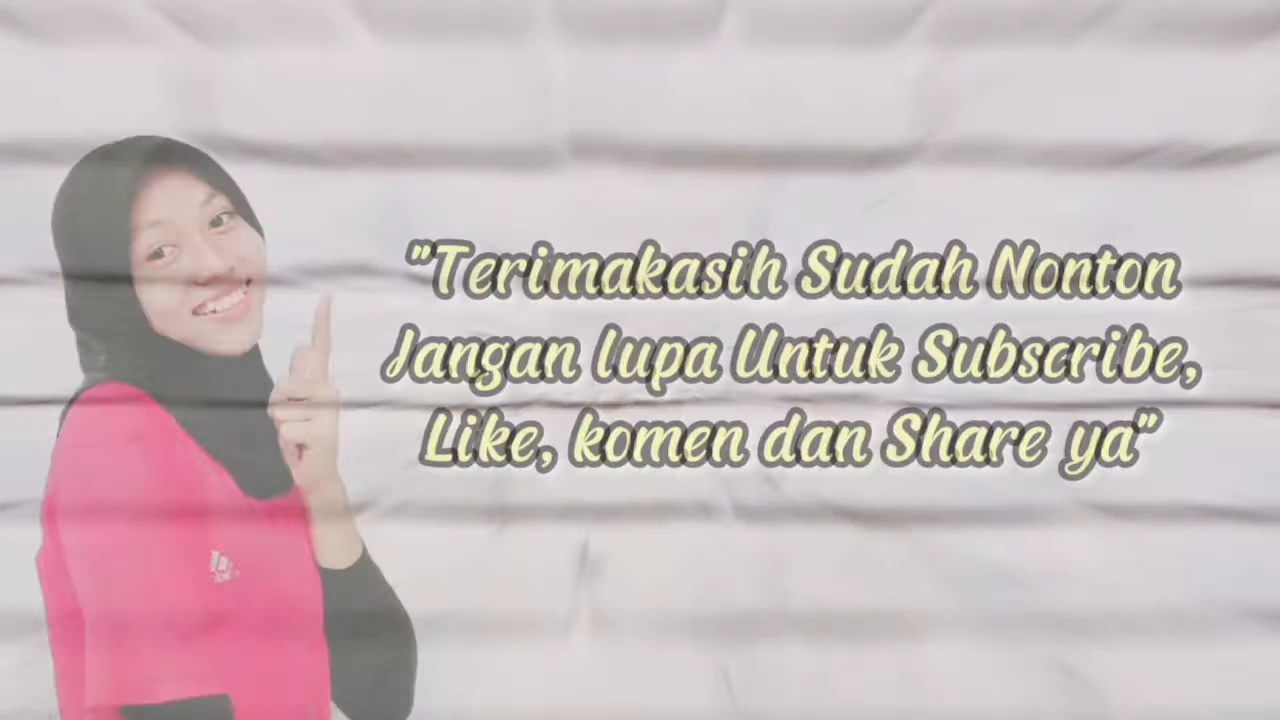 "Terimakasih Sudah Nonton
Jangan lupa Untuk Subscribe,
Like, komen dan Share ya"